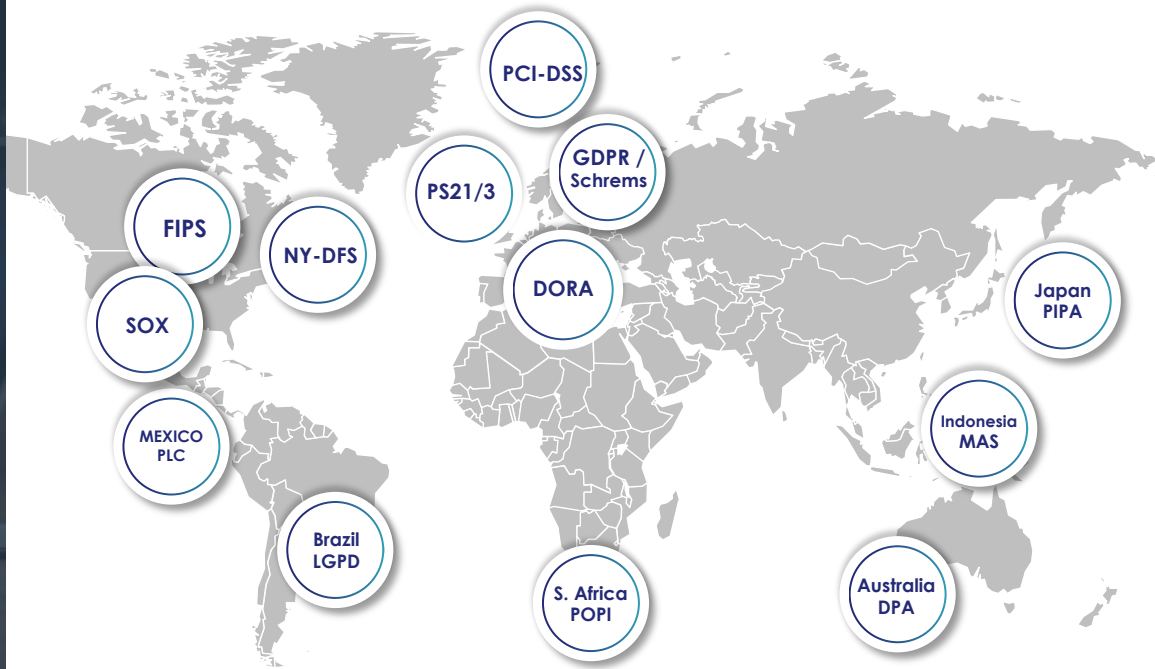 PCI-DSS
GDPR /
Schrems
PS21/3
FIPS
NY-DFS
DORA
SOX
Japan
PIPA
MEXICO
PLC
Indonesia
MAS
Brazil
LGPD
S. Africa
POPI
Australia
DPA